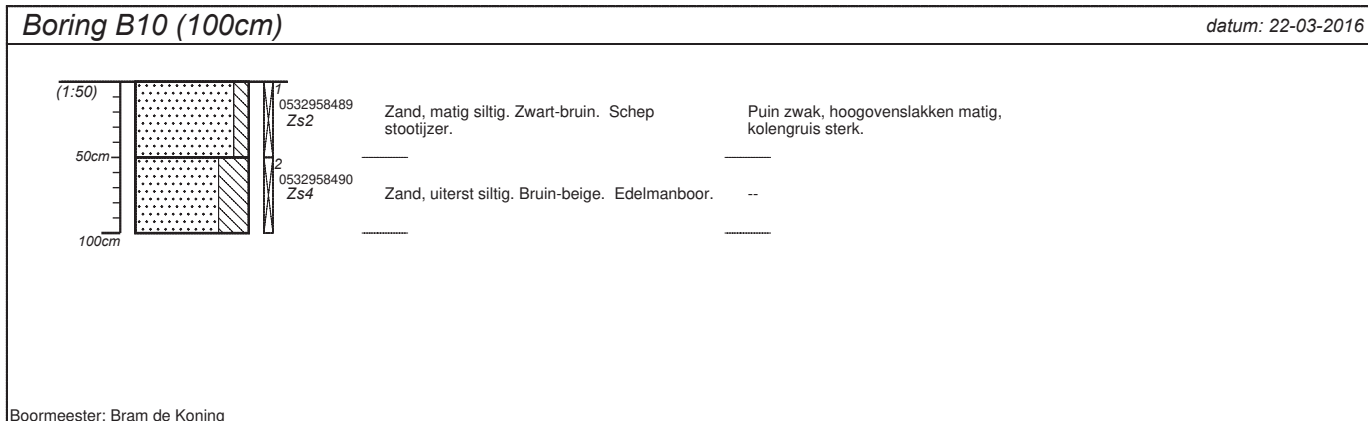 Boring B10 (100cm)
datum: 22-03-2016
(1:50)
1
0532958489
Zs2
Zand, matig siltig. Zwart-bruin. Schep
stootijzer.
Puin zwak, hoogovenslakken matig,
kolengruis sterk.
50cm
2
0532958490
Zs4
Zand, uiterst siltig. Bruin-beige. Edelmanboor.
--
100cm
Boormeester: Bram de Koning